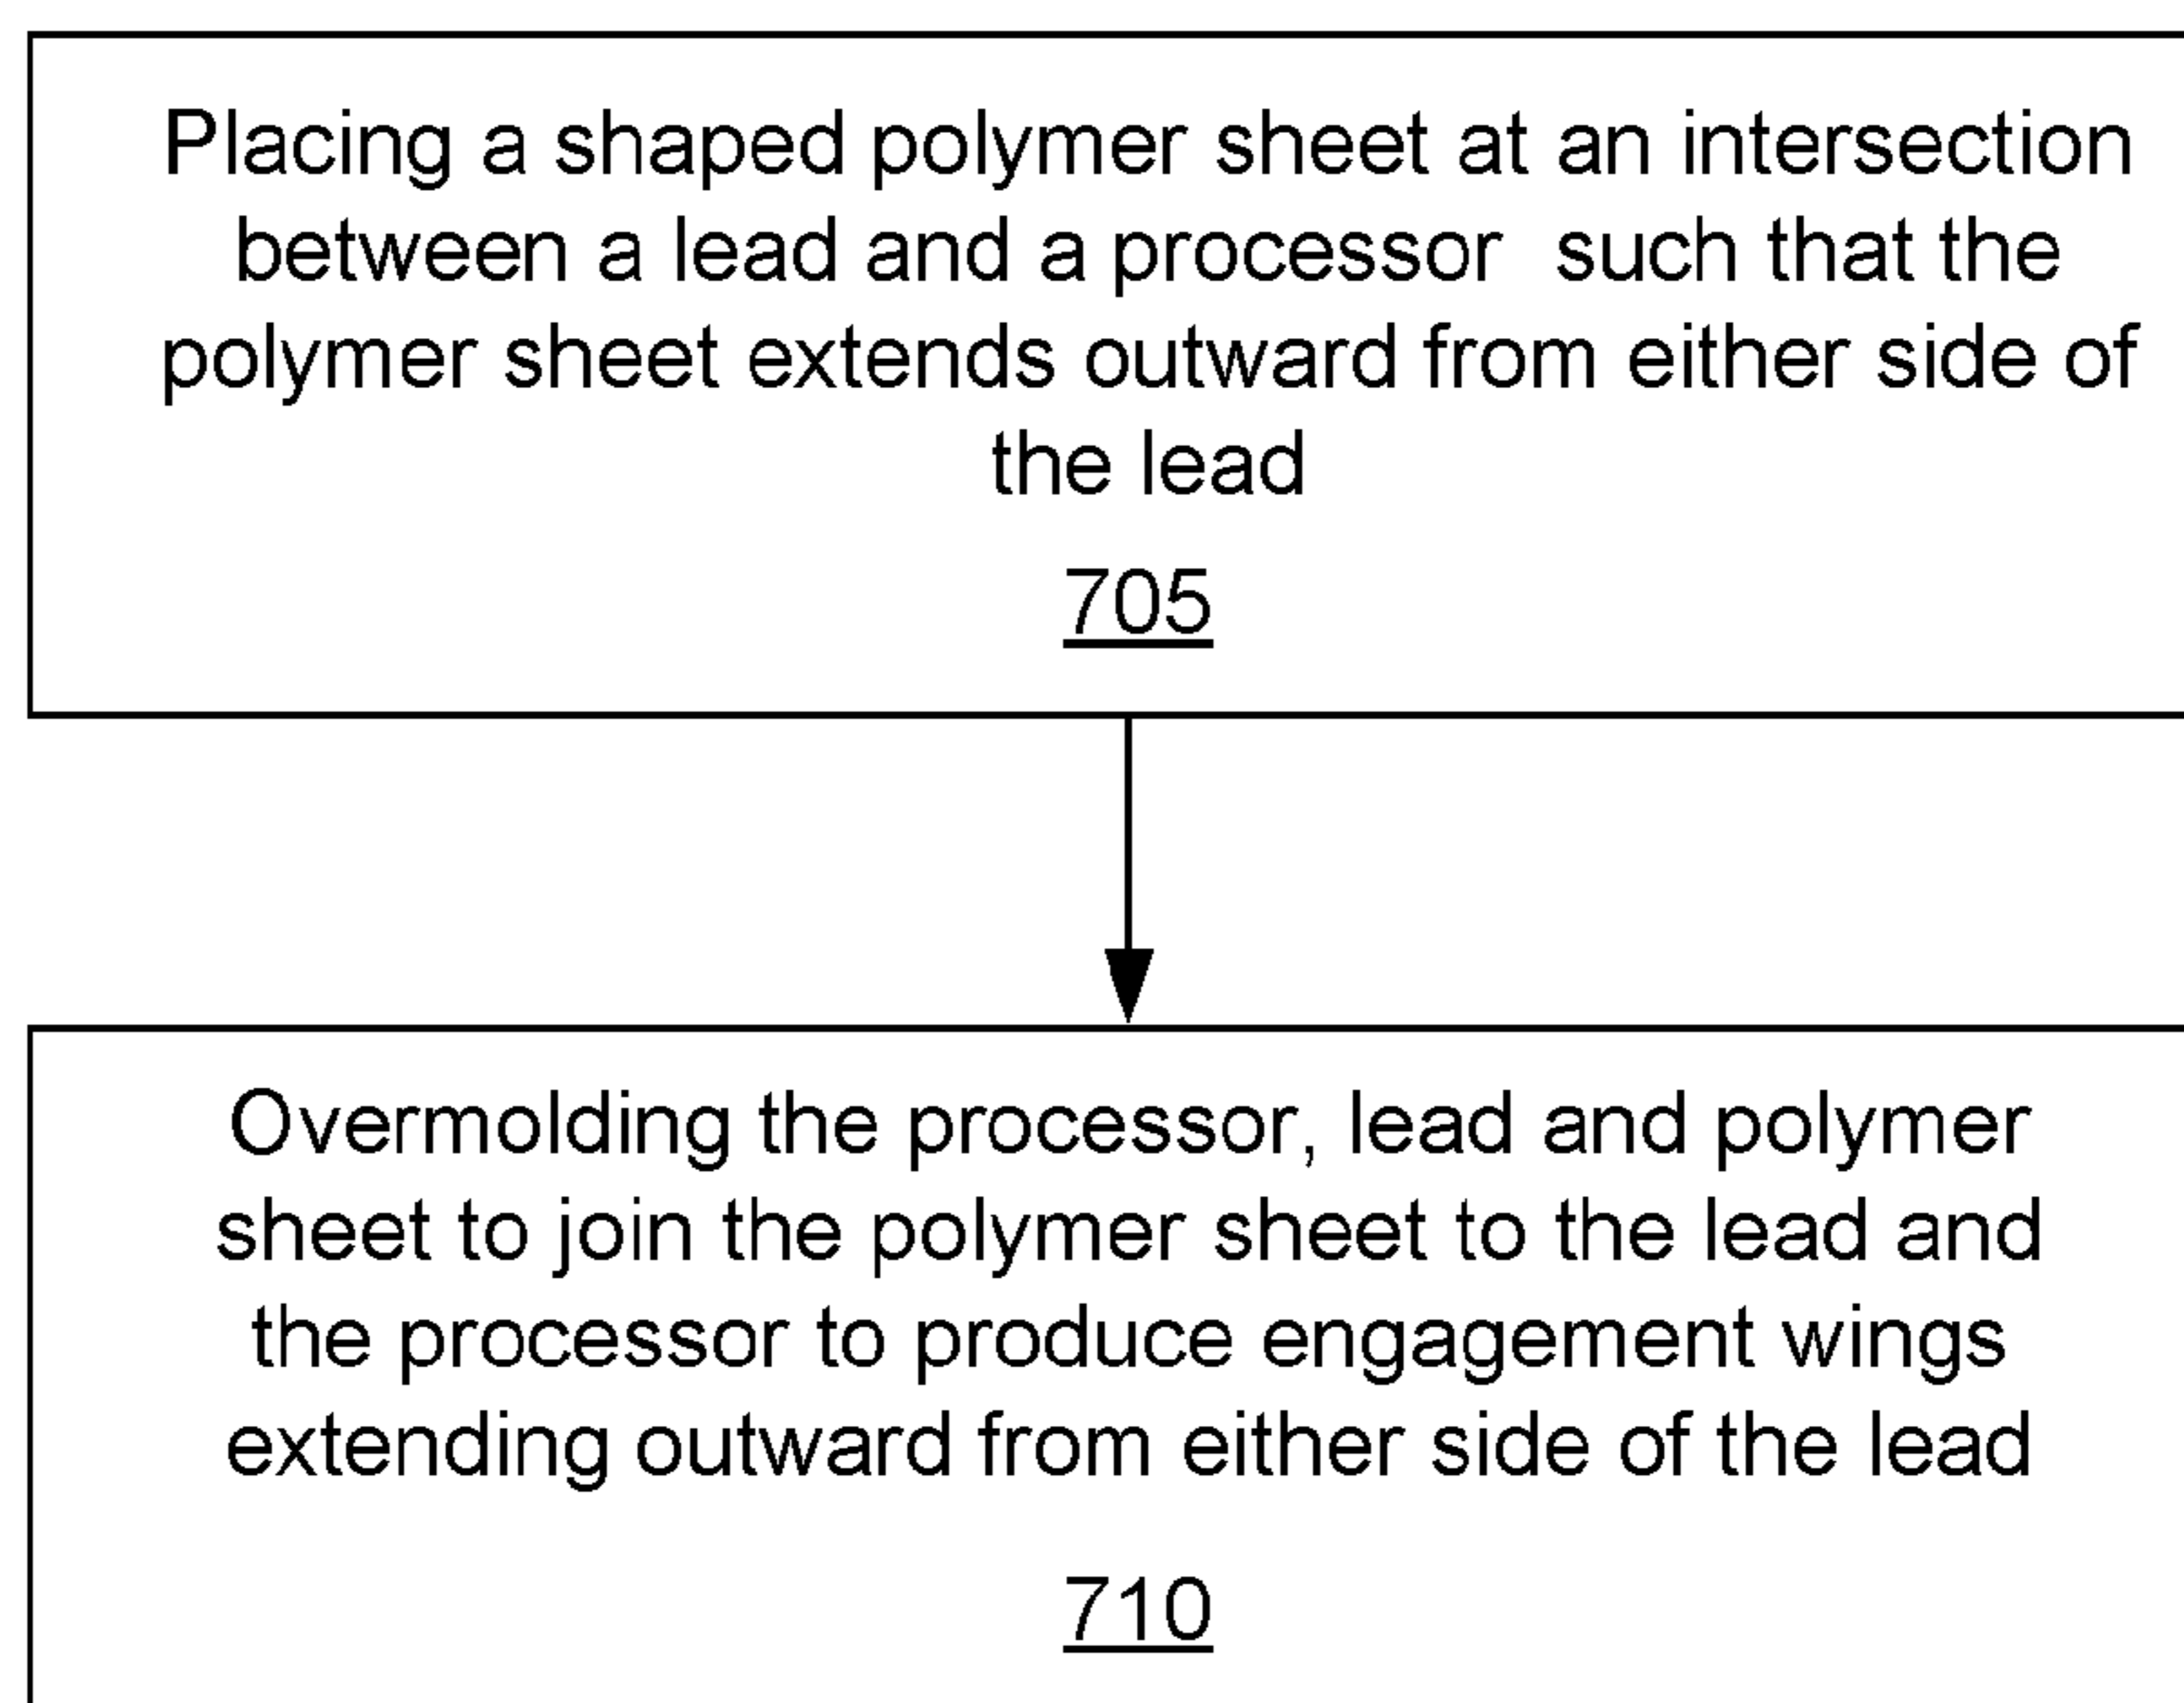 Placing a shaped polymer sheet at an intersection
between a lead and a processor  such that the
polymer sheet extends outward from either side of
the lead
705
Overmolding the processor, lead and polymer
sheet to join the polymer sheet to the lead and
the processor to produce engagement wings
extending outward from either side of the lead
710